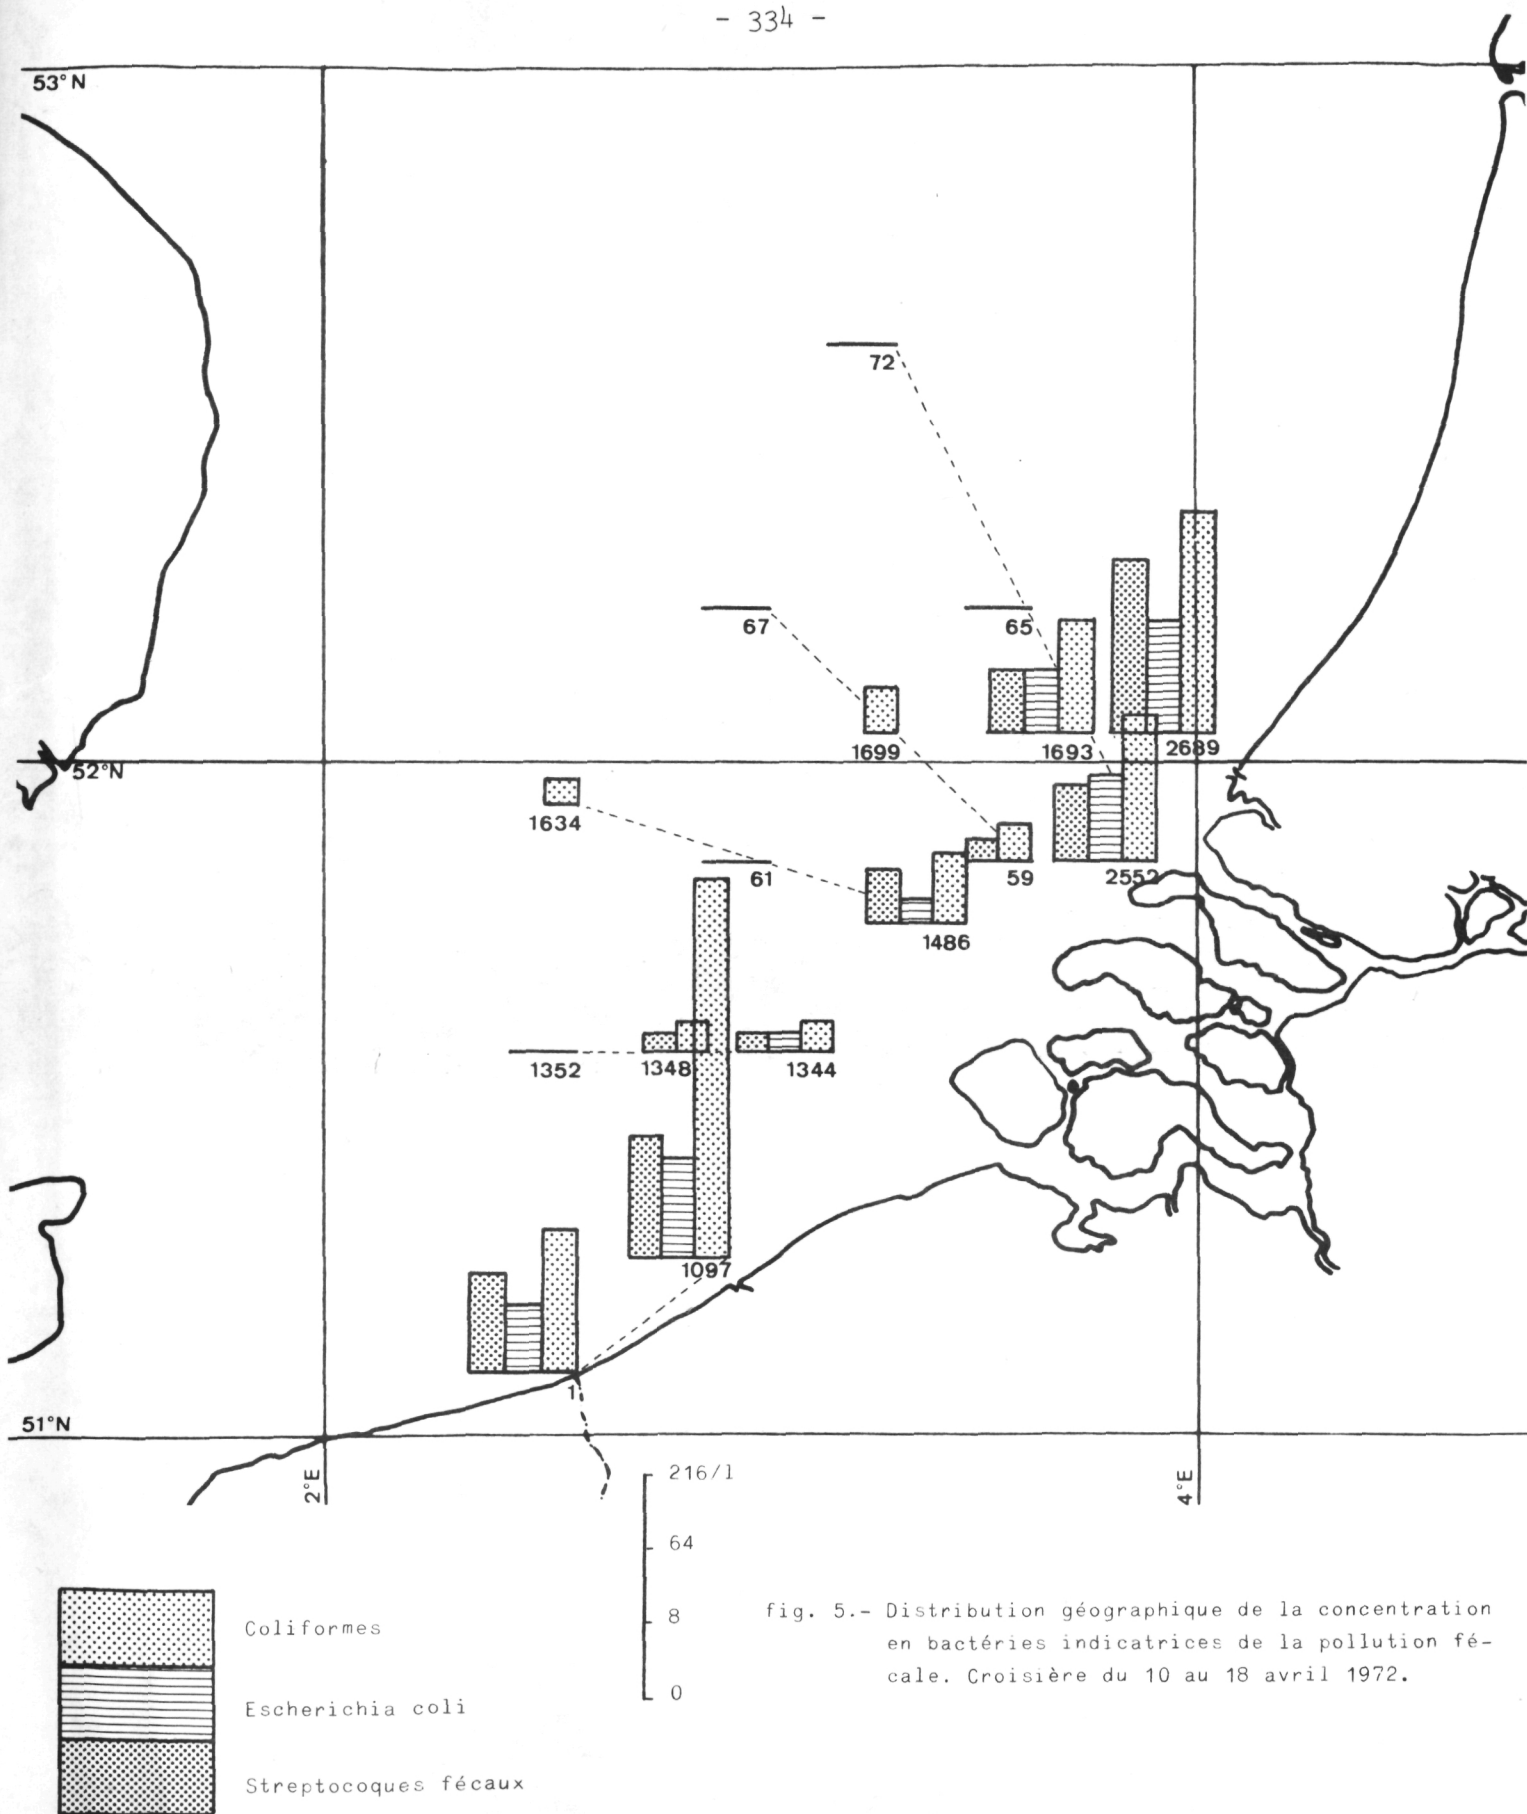 - 334 -
53°N
72
67
65
1699
1693
2689
52°N
1634
61
59
2552
1486
1352
1348
1344
1097
1
51°N
2°E
4°E
216/l
64
8
0
Coliformes
Escherichia coli
Streptocoques fécaux
fig. 5.- Distribution géographique de la concentration
en bactéries indicatrices de la pollution fé-
cale. Croisière du 10 au 18 avril 1972.